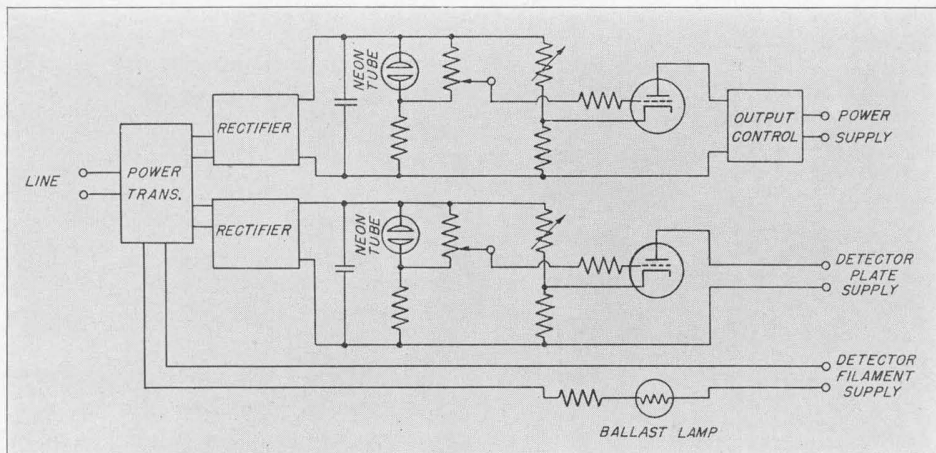 NEON
TUBE
RECTIFIER
OUTPUT
CONTROL
POWER
SUPPLY
LINE
POWER
TRANS.
RECTIFIER
NEON
TUBE
DETECTOR
PLATE
SUPPLY
DETECTOR
FILAMENT
SUPPLY
BALLAST LAMP